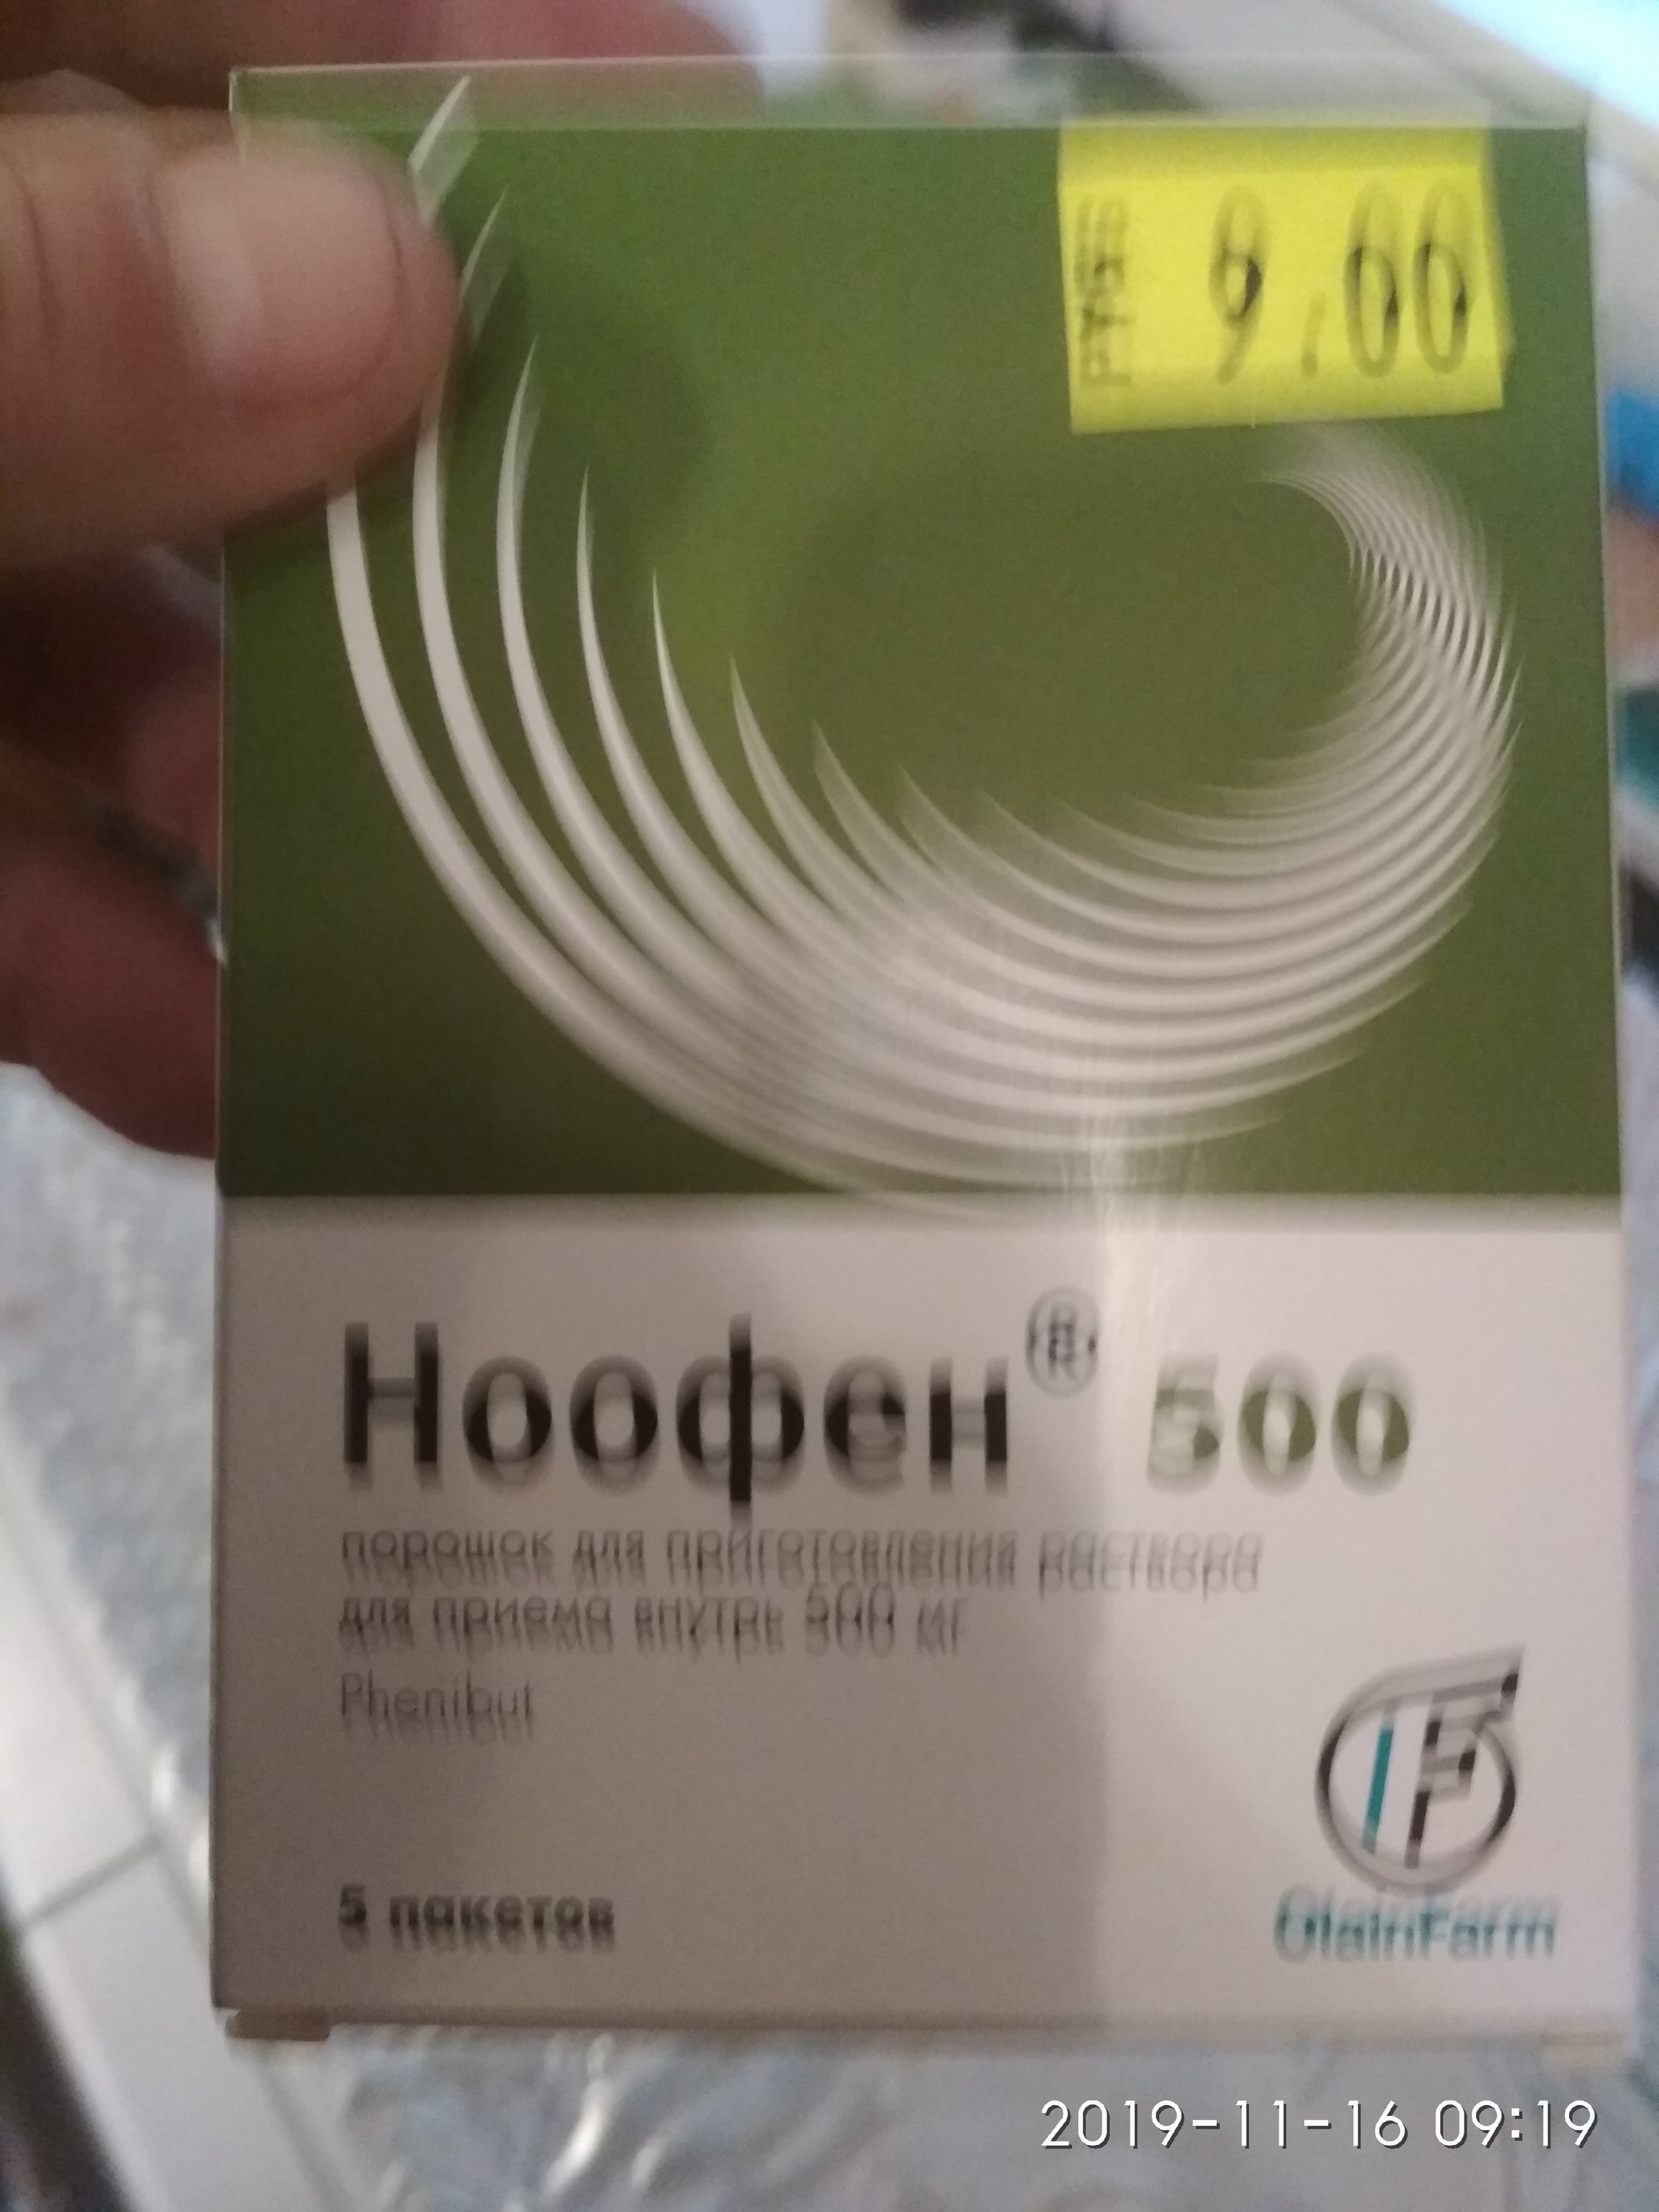 РУБ 9.00
Ноофен® 500
порошок для приготовления раствора
для приема внутрь 500 мг
Phenibut
5 пакетов
OlainFarm
2019-11-16 09:19